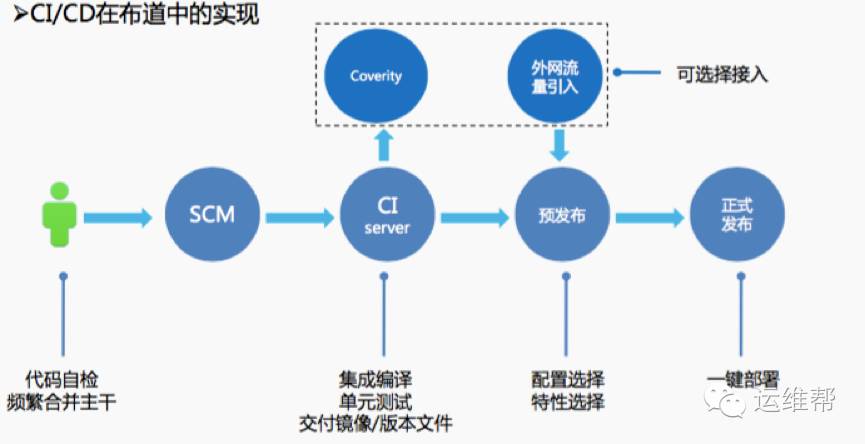 ➢CI/CD在布道中的实现
Coverity
外网流
量引入
可选择接入
SCM
CI
server
预发布
正式
发布
代码自检
频繁合并主干
集成编译
单元测试
交付镜像/版本文件
配置选择
特性选择
一键部署
运维帮